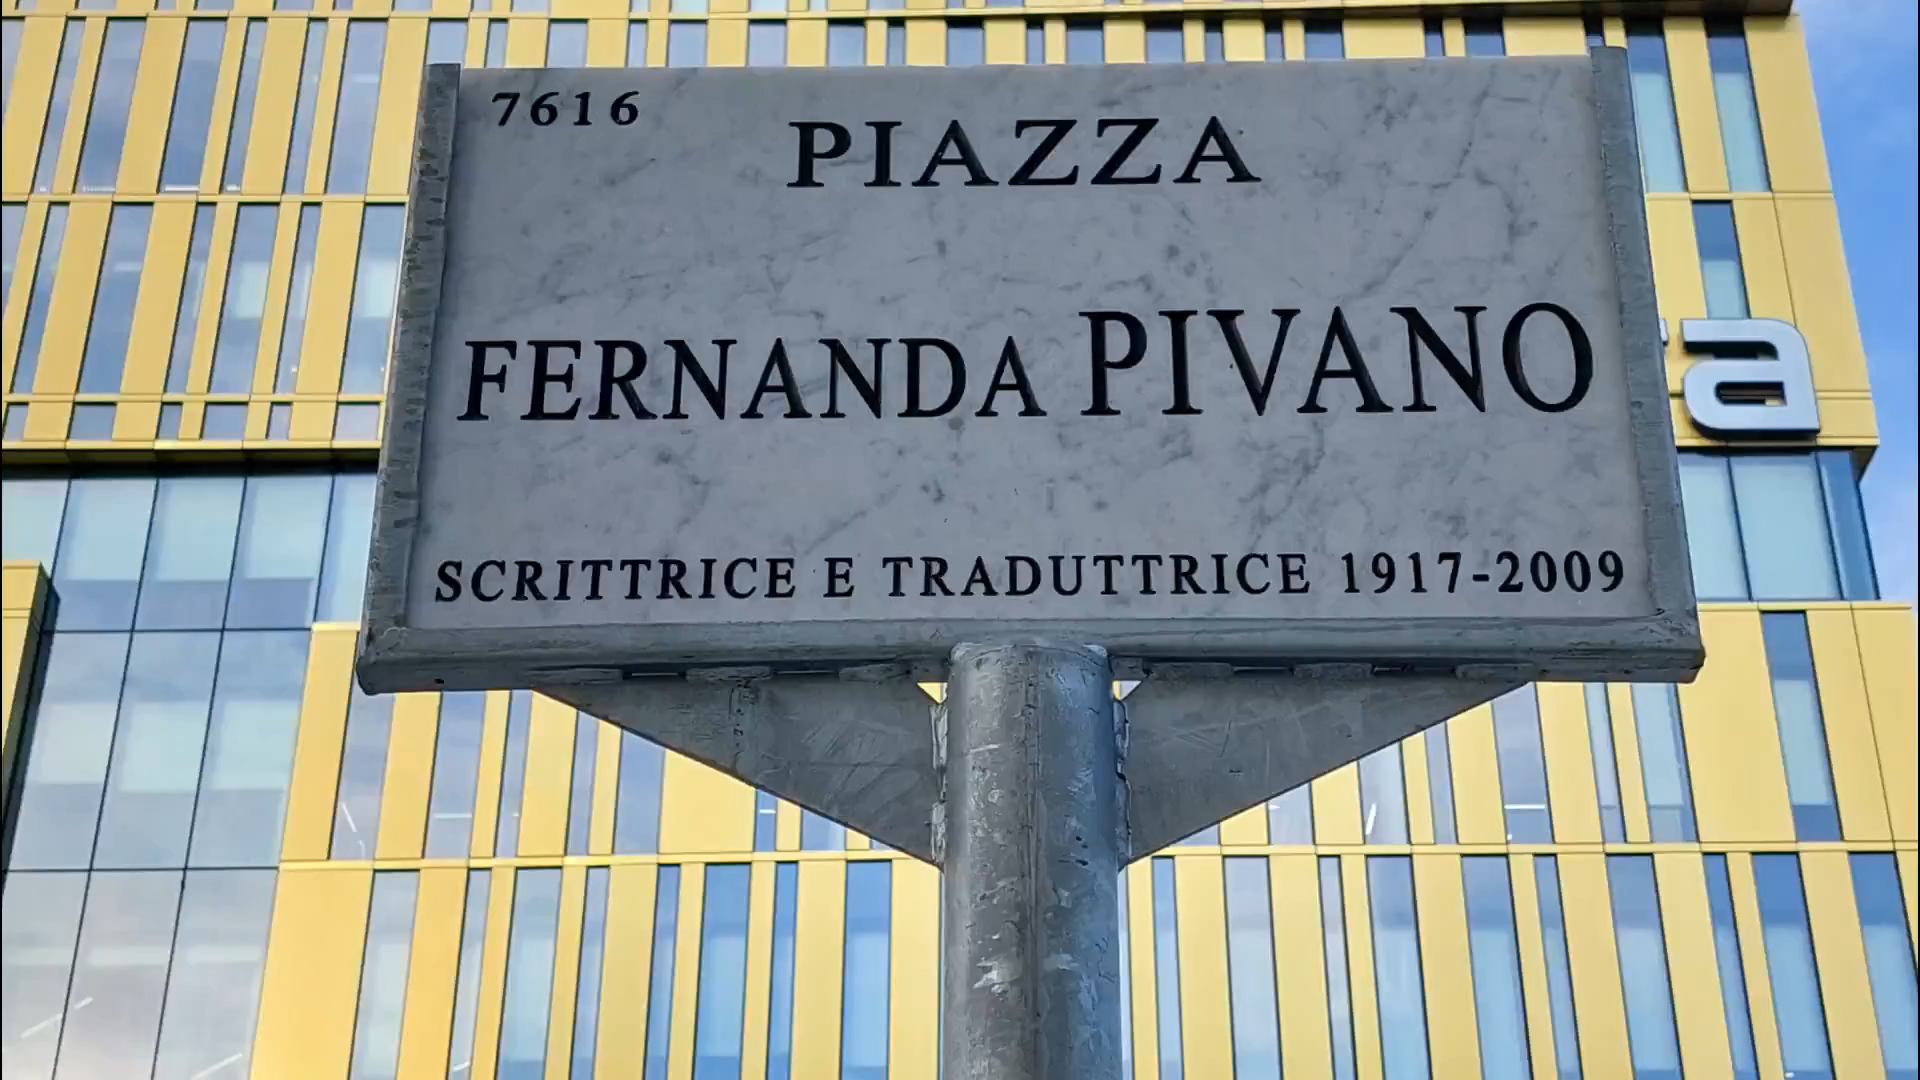 7616
PIAZZA
FERNANDA PIVANO
SCRITTRICE E TRADUTTRICE 1917-2009
a